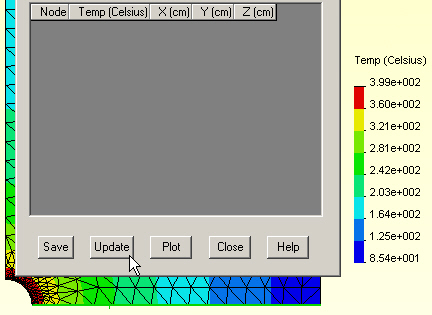 Node Temp (Celsius) X (cm) Y (cm) Z (cm)
Temp (Celsius)
3.99e+002
3.60e+002
3.21e+002
2.81e+002
2.42e+002
2.03e+002
1.64e+002
1.25e+002
8.54e+001
Save Update Plot Close Help